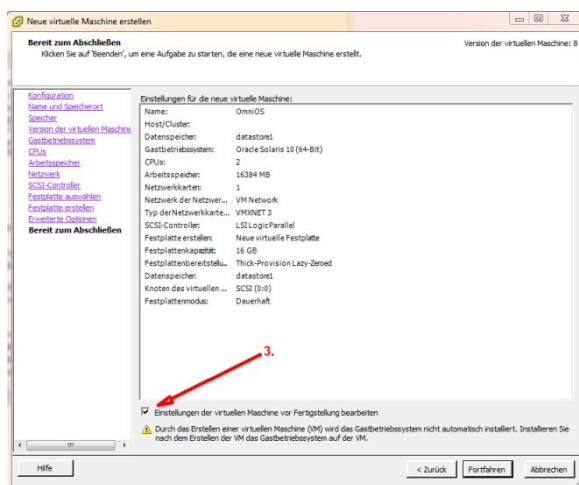 Neue virtuelle Maschine erstellen
Bereit zum Abschließen
Klicken Sie auf 'Beenden', um eine Aufgabe zu starten, die eine neue virtuelle Maschine erstellt.
Version der virtuellen Maschine: 8
Konfiguration
Name und Speicherort
Speicher
Version der virtuellen Maschine
Gastbetriebssystem
CPUs
Arbeitsspeicher
Netzwerk
SCSI-Controller
Festplatte auswählen
Festplatte erstellen
Erweiterte Optionen
Bereit zum Abschließen
Einstellungen für die neue virtuelle Maschine:
Name: OmniOS
Host/Cluster:
Datenspeicher: datastore1
Gastbetriebssystem: Oracle Solaris 10 (64-Bit)
CPUs: 2
Arbeitsspeicher: 16384 MB
Netzwerkkarten: 1
Netzwerk der Netzwer... VM Network
Typ der Netzwerkkarte... VMXNET 3
SCSI-Controller: LSI Logic Parallel
Festplatte erstellen: Neue virtuelle Festplatte
Festplattenkapazität: 16 GB
Festplattenbereitstellu... Thick-Provision Lazy-Zeroed
Datenspeicher: datastore1
Knoten des virtuellen ... SCSI (0:0)
Festplattenmodus: Dauerhaft
3.
Einstellungen der virtuellen Maschine vor Fertigstellung bearbeiten
Durch das Erstellen einer virtuellen Maschine (VM) wird das Gastbetriebssystem nicht automatisch installiert. Installieren Sie
nach dem Erstellen der VM das Gastbetriebssystem auf der VM.
Hilfe
< Zurück
Fortfahren
Abbrechen